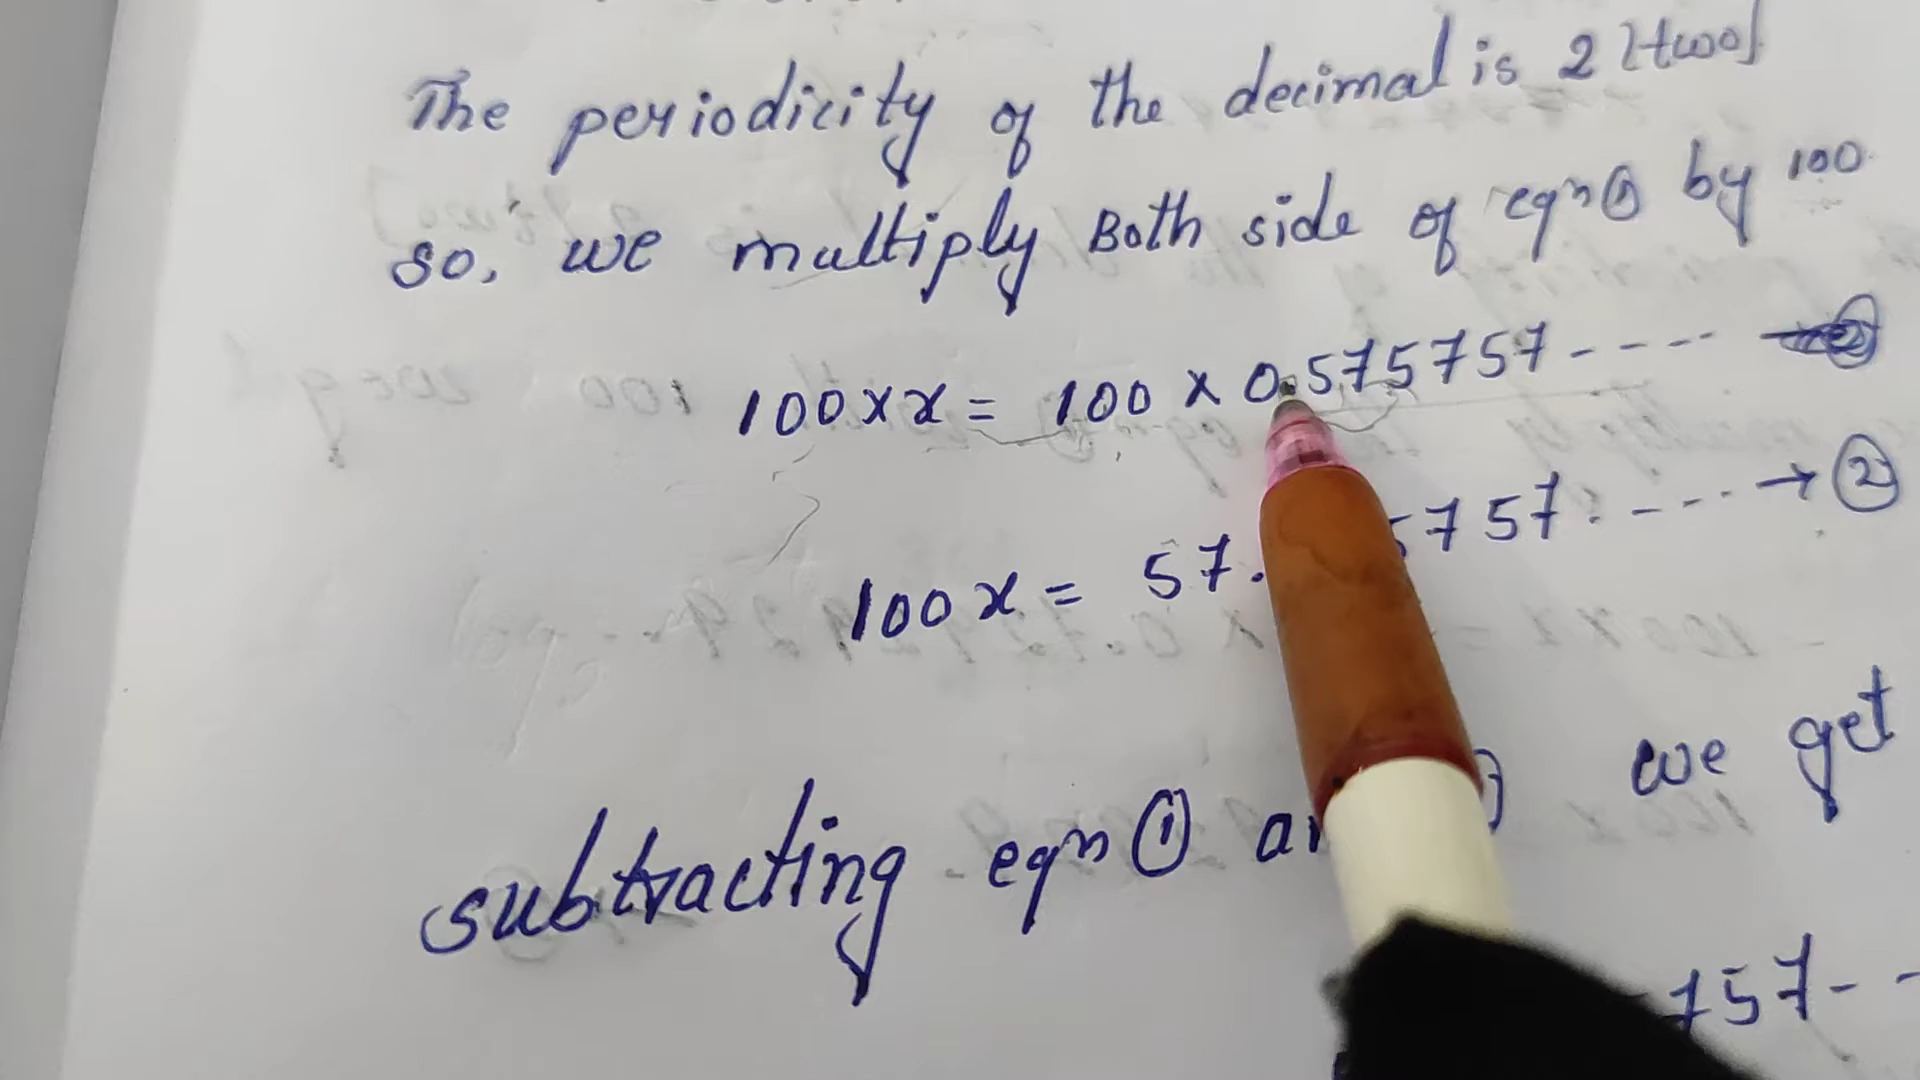 The periodicity of the decimal is 2 [two]
so, we multiply Both side of eqn ① by 100
100 x x = 100 x 0.575757 - - - -
100 x = 57. 5757. - - - → ②
subtracting eqn ① we get
757 - -